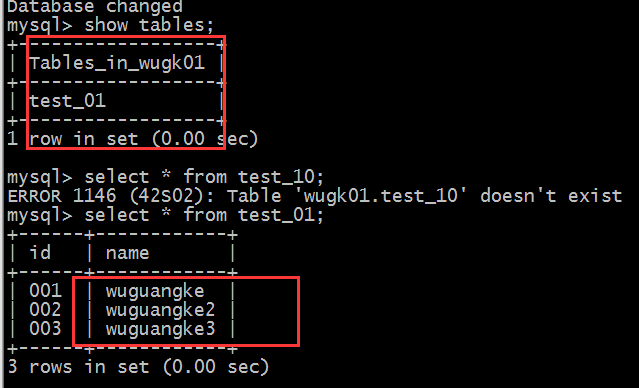 Database changed
mysql> show tables;
+------------------+
| Tables_in_wugk01 |
+------------------+
| test_01          |
+------------------+
1 row in set (0.00 sec)
mysql> select * from test_10;
ERROR 1146 (42S02): Table 'wugk01.test_10' doesn't exist
mysql> select * from test_01;
+------+------------+
| id   | name       |
+------+------------+
| 001  | wuguangke  |
| 002  | wuguangke2 |
| 003  | wuguangke3 |
+------+------------+
3 rows in set (0.00 sec)